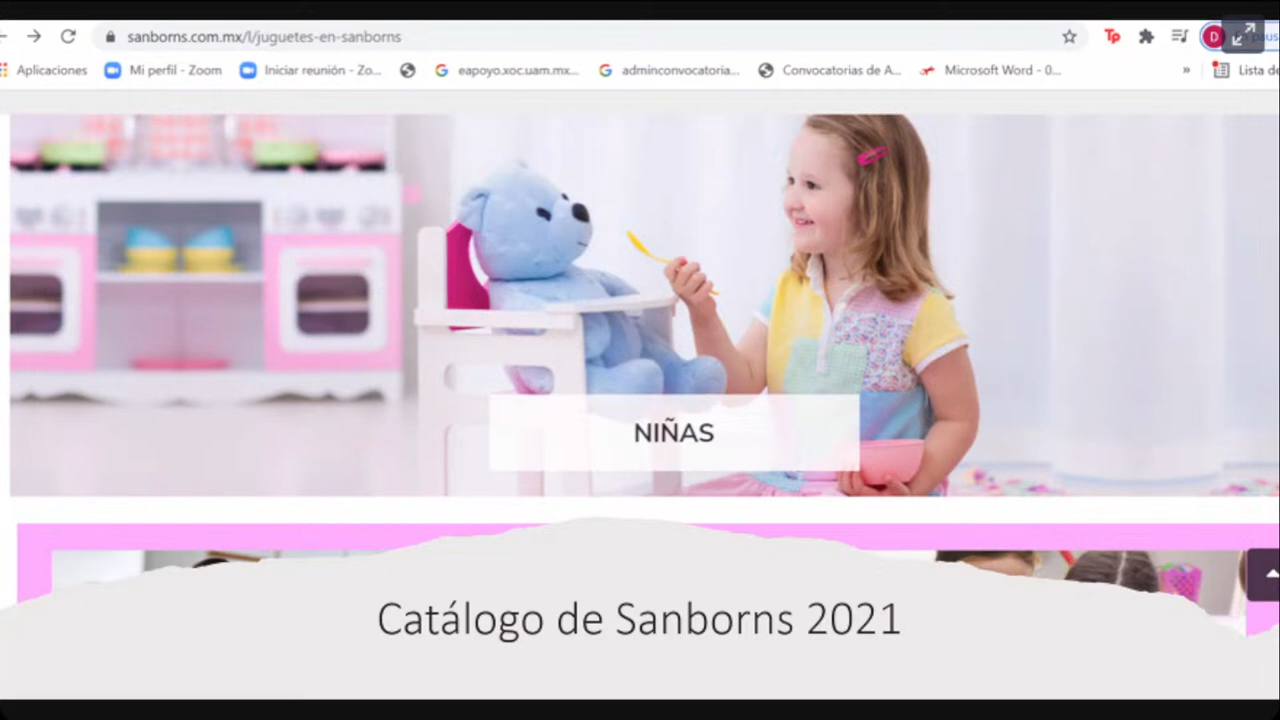 sanborns.com.mx/l/juguetes-en-sanborns
Tp
D
Aplicaciones
Mi perfil - Zoom
Iniciar reunión - Zo...
eapoyo.xoc.uam.mx...
adminconvocatoria...
Convocatorias de A...
Microsoft Word - 0...
»
Lista de
NIÑAS
Catálogo de Sanborns 2021